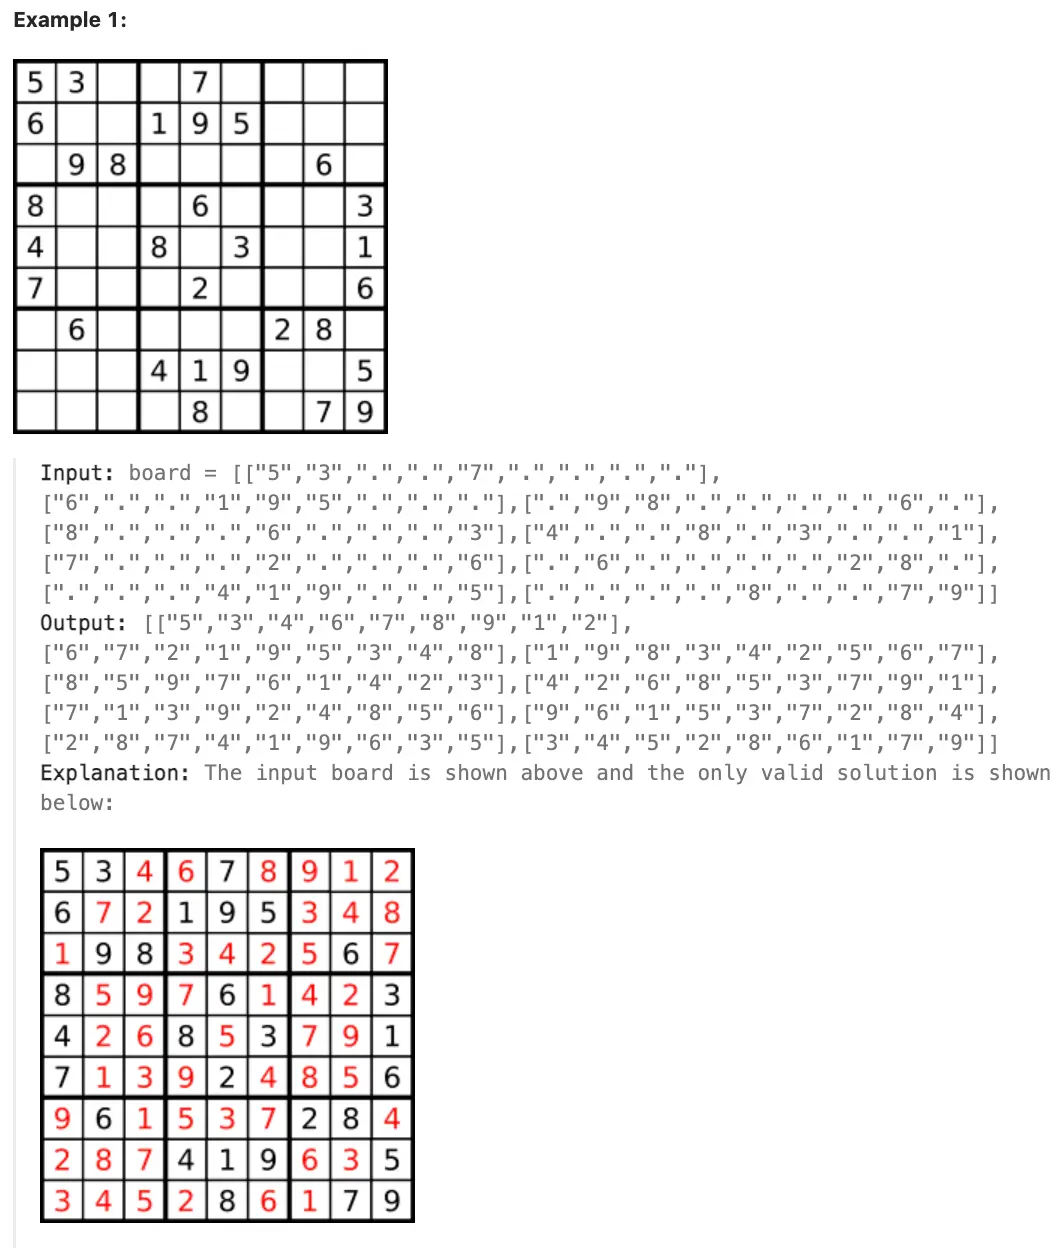 Example 1:
5 3 7
6 1 9 5
9 8 6
8 6 3
4 8 3 1
7 2 6
6 2 8
4 1 9 5
8 7 9
Input: board = [["5","3",".",".","7",".",".",".","."],
["6",".",".","1","9","5",".",".","."],[".","9","8",".",".",".",".","6","."],
["8",".",".",".","6",".",".",".","3"],["4",".",".","8",".","3",".",".","1"],
["7",".",".",".","2",".",".",".","6"],[".","6",".",".",".",".","2","8","."],
[".",".",".","4","1","9",".",".","5"],[".",".",".",".","8",".",".","7","9"]]
Output: [["5","3","4","6","7","8","9","1","2"],
["6","7","2","1","9","5","3","4","8"],["1","9","8","3","4","2","5","6","7"],
["8","5","9","7","6","1","4","2","3"],["4","2","6","8","5","3","7","9","1"],
["7","1","3","9","2","4","8","5","6"],["9","6","1","5","3","7","2","8","4"],
["2","8","7","4","1","9","6","3","5"],["3","4","5","2","8","6","1","7","9"]]
Explanation: The input board is shown above and the only valid solution is shown
below:
5 3 4 6 7 8 9 1 2
6 7 2 1 9 5 3 4 8
1 9 8 3 4 2 5 6 7
8 5 9 7 6 1 4 2 3
4 2 6 8 5 3 7 9 1
7 1 3 9 2 4 8 5 6
9 6 1 5 3 7 2 8 4
2 8 7 4 1 9 6 3 5
3 4 5 2 8 6 1 7 9